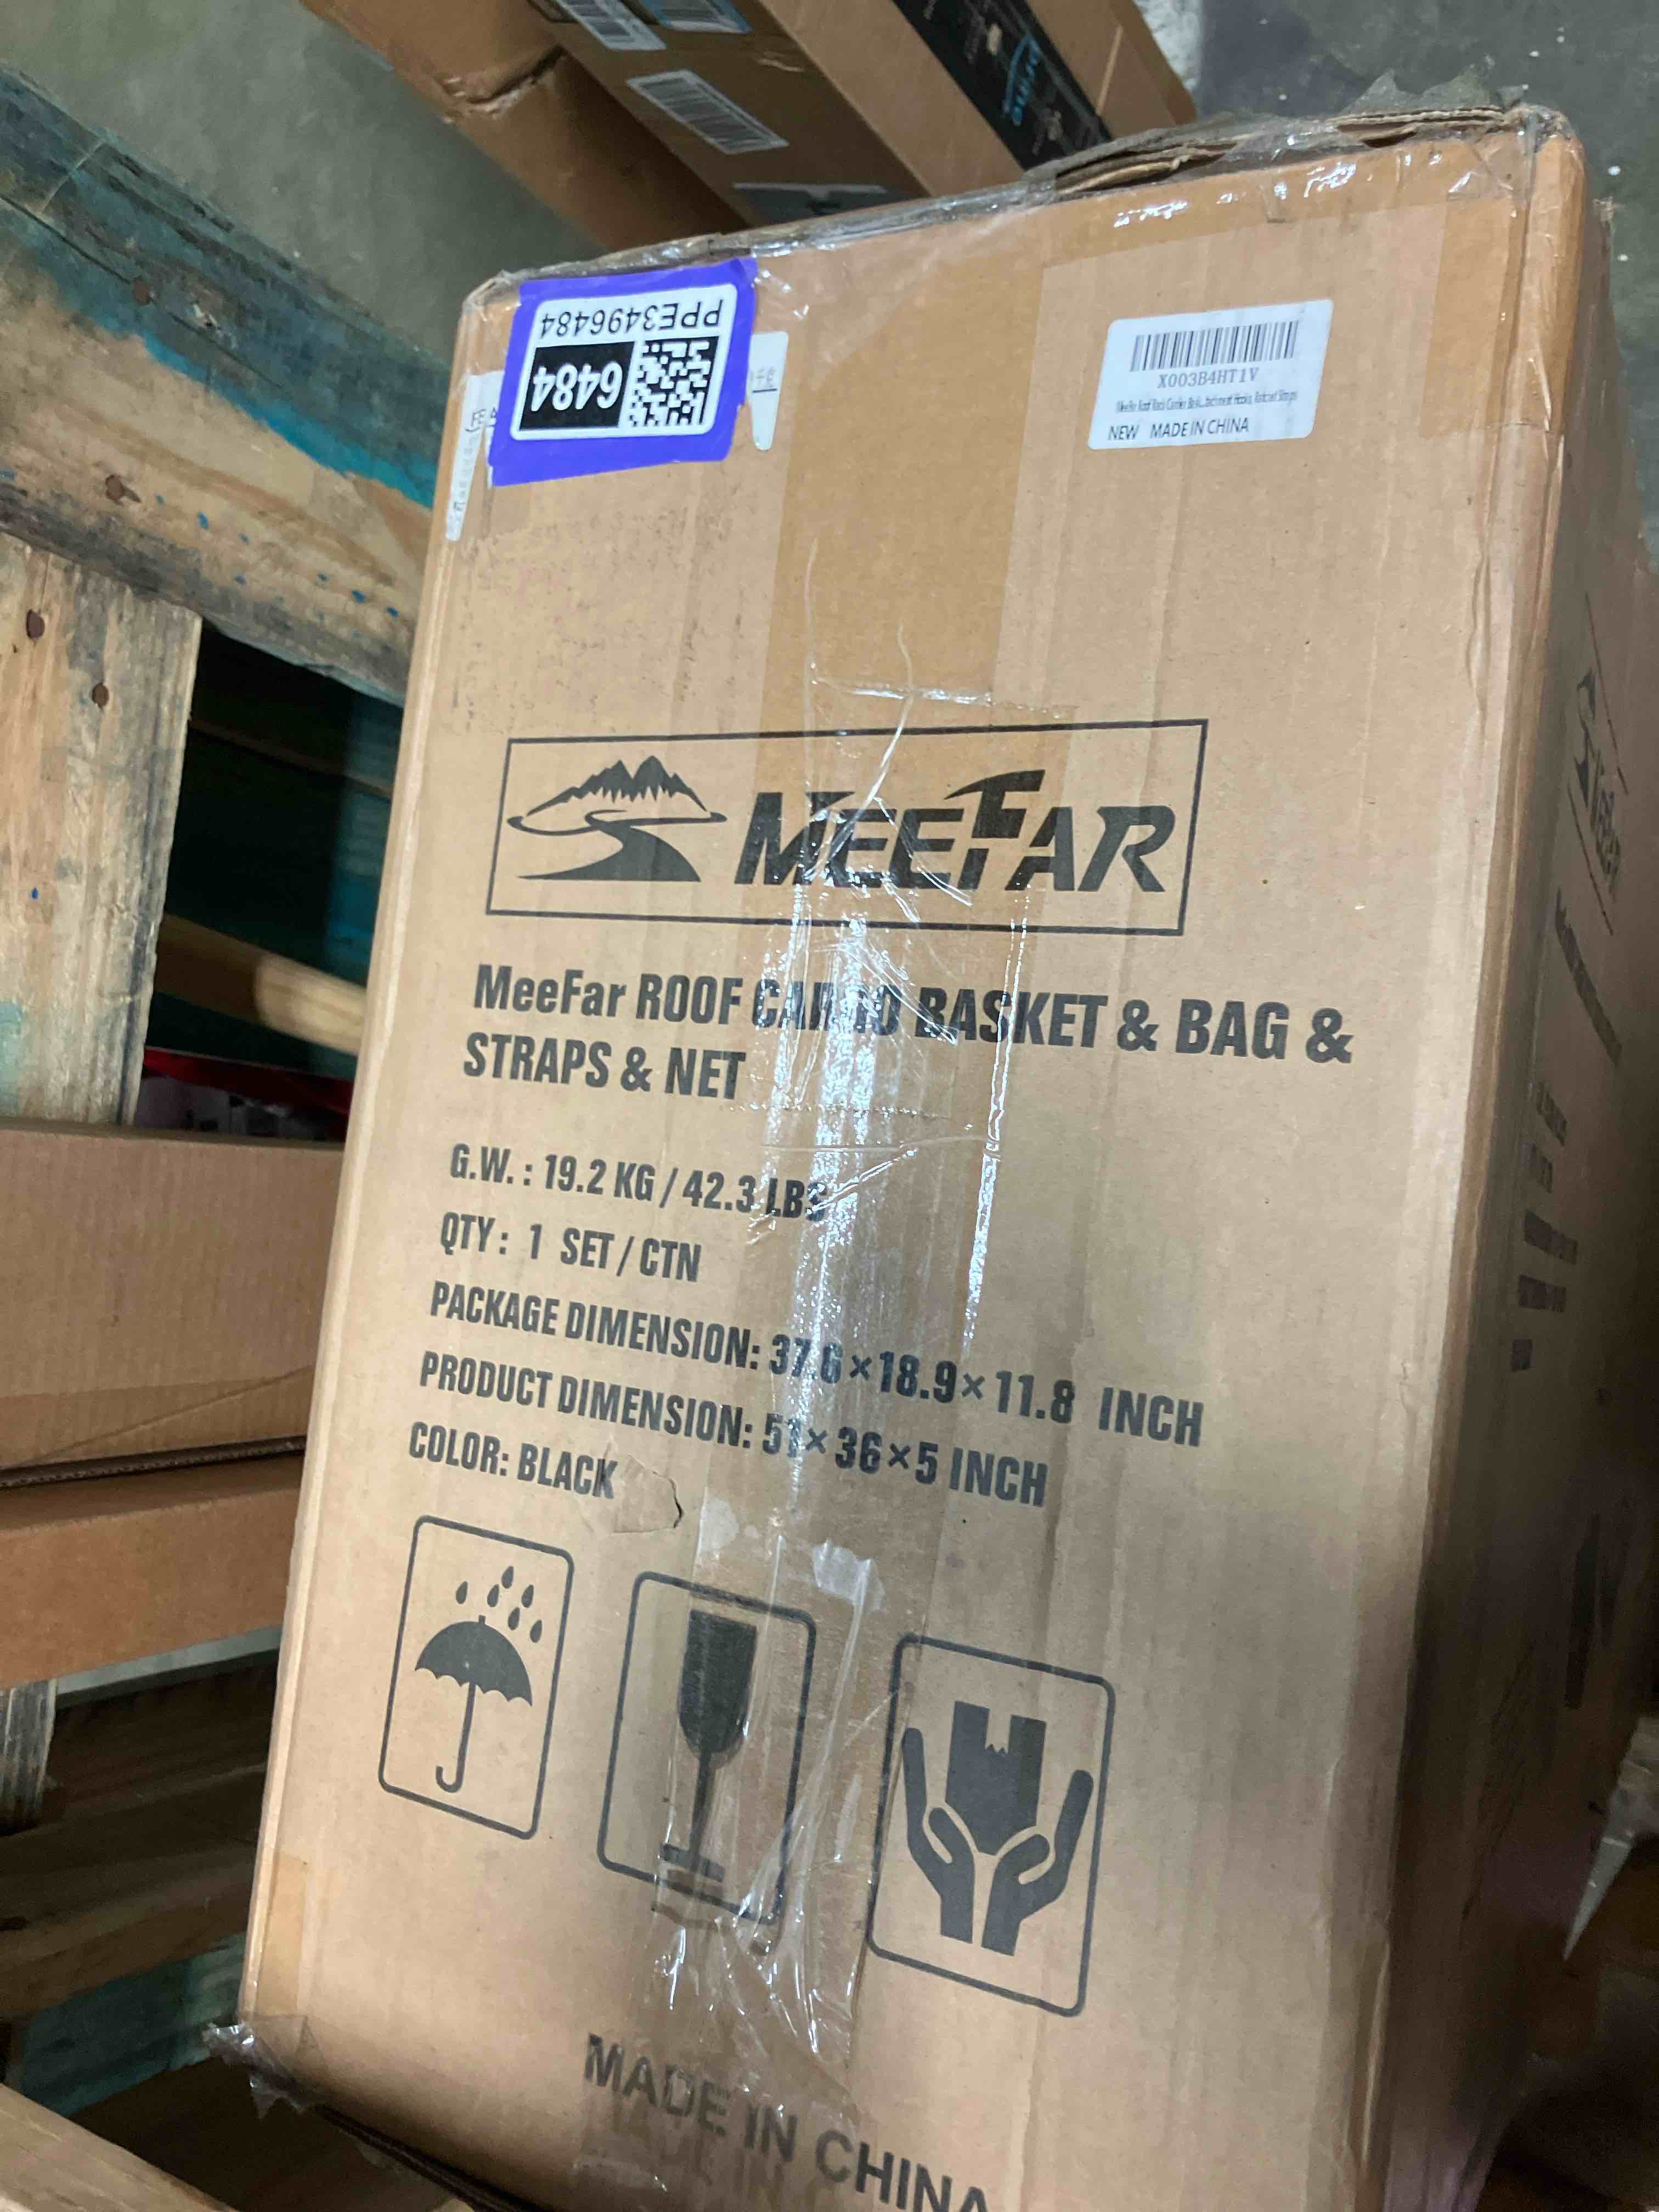 PPE3496484
6484
X003B4HT1V
NEW MADE IN CHINA
MEEFAR
MeeFar ROOF CARGO BASKET & BAG &
STRAPS & NET
G.W. : 19.2 KG / 42.3 LBS
QTY : 1 SET / CTN
PACKAGE DIMENSION: 37.6×18.9×11.8 INCH
PRODUCT DIMENSION: 51×36×5 INCH
COLOR: BLACK
MADE IN CHINA